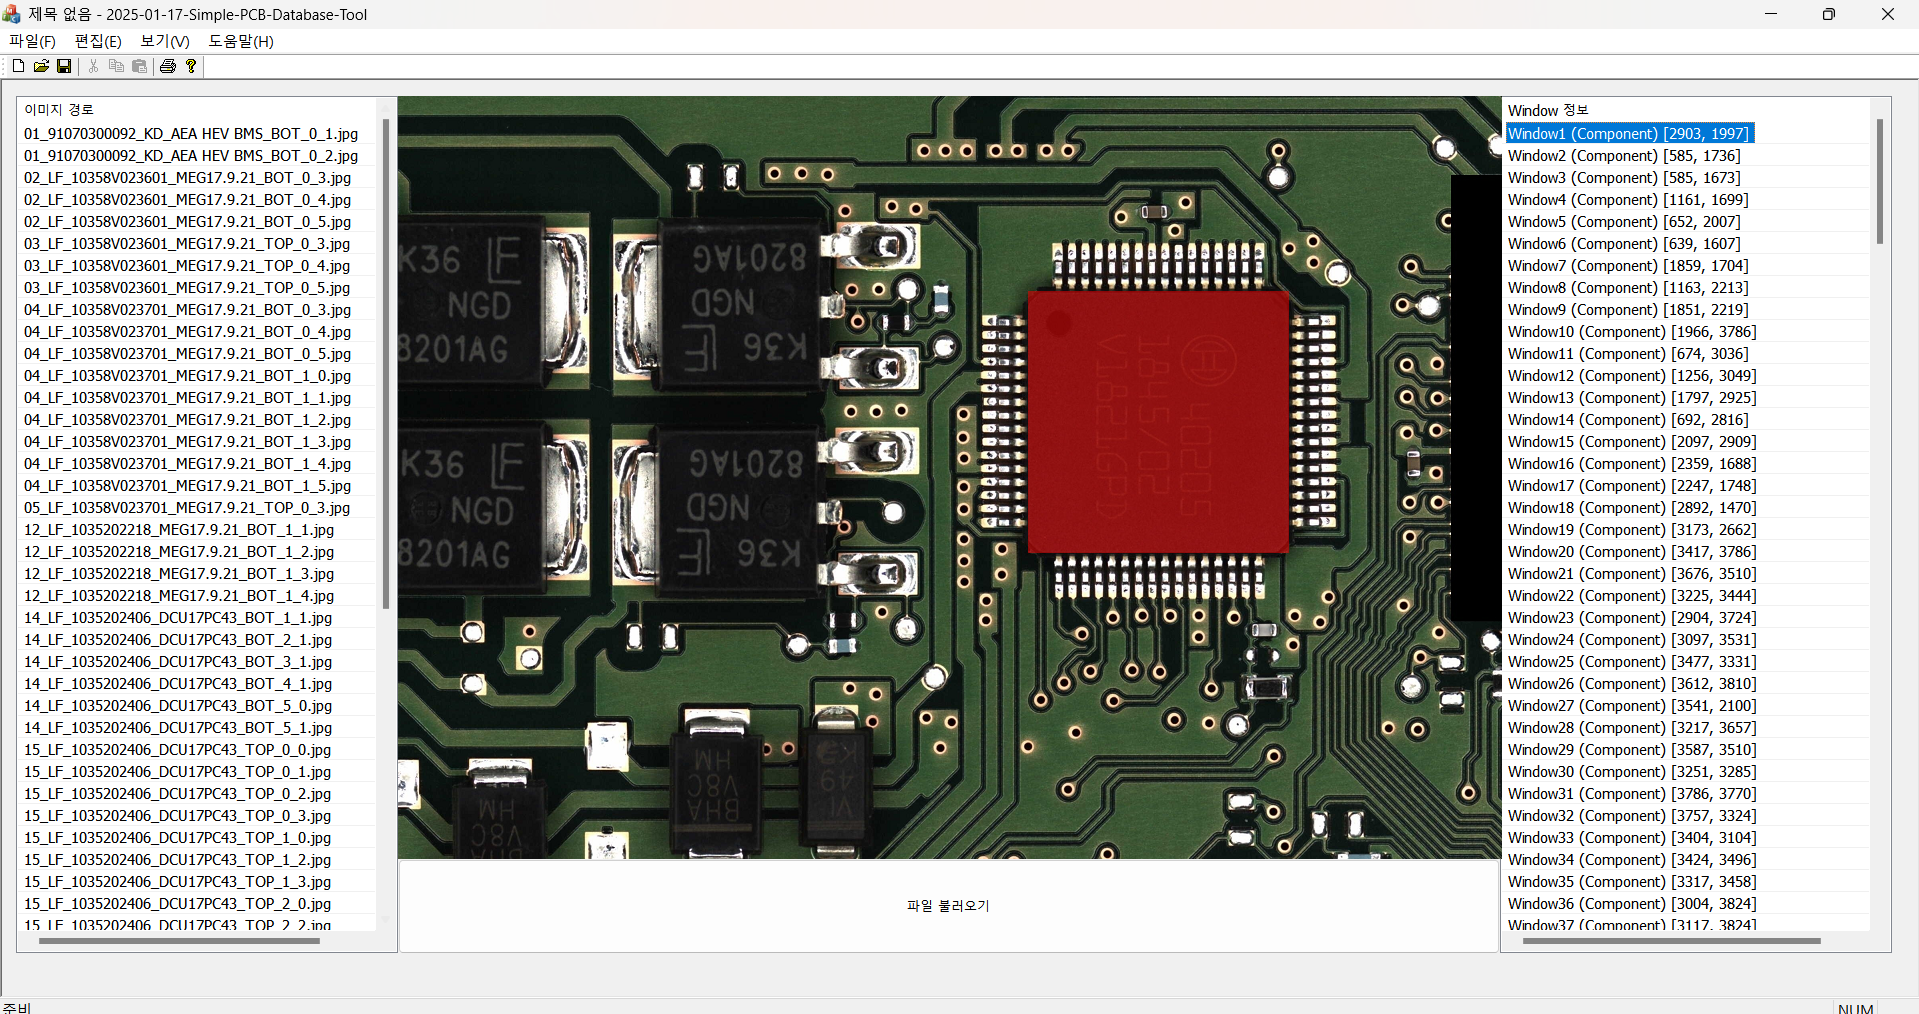 제목 없음 - 2025-01-17-Simple-PCB-Database-Tool
파일(F) 편집(E) 보기(V) 도움말(H)
이미지 경로
01_91070300092_KD_AEA HEV BMS_BOT_0_1.jpg
01_91070300092_KD_AEA HEV BMS_BOT_0_2.jpg
02_LF_10358V023601_MEG17.9.21_BOT_0_3.jpg
02_LF_10358V023601_MEG17.9.21_BOT_0_4.jpg
02_LF_10358V023601_MEG17.9.21_BOT_0_5.jpg
03_LF_10358V023601_MEG17.9.21_TOP_0_3.jpg
03_LF_10358V023601_MEG17.9.21_TOP_0_4.jpg
03_LF_10358V023601_MEG17.9.21_TOP_0_5.jpg
04_LF_10358V023701_MEG17.9.21_BOT_0_3.jpg
04_LF_10358V023701_MEG17.9.21_BOT_0_4.jpg
04_LF_10358V023701_MEG17.9.21_BOT_0_5.jpg
04_LF_10358V023701_MEG17.9.21_BOT_1_0.jpg
04_LF_10358V023701_MEG17.9.21_BOT_1_1.jpg
04_LF_10358V023701_MEG17.9.21_BOT_1_2.jpg
04_LF_10358V023701_MEG17.9.21_BOT_1_3.jpg
04_LF_10358V023701_MEG17.9.21_BOT_1_4.jpg
04_LF_10358V023701_MEG17.9.21_BOT_1_5.jpg
05_LF_10358V023701_MEG17.9.21_TOP_0_3.jpg
12_LF_1035202218_MEG17.9.21_BOT_1_1.jpg
12_LF_1035202218_MEG17.9.21_BOT_1_2.jpg
12_LF_1035202218_MEG17.9.21_BOT_1_3.jpg
12_LF_1035202218_MEG17.9.21_BOT_1_4.jpg
14_LF_1035202406_DCU17PC43_BOT_1_1.jpg
14_LF_1035202406_DCU17PC43_BOT_2_1.jpg
14_LF_1035202406_DCU17PC43_BOT_3_1.jpg
14_LF_1035202406_DCU17PC43_BOT_4_1.jpg
14_LF_1035202406_DCU17PC43_BOT_5_0.jpg
14_LF_1035202406_DCU17PC43_BOT_5_1.jpg
15_LF_1035202406_DCU17PC43_TOP_0_0.jpg
15_LF_1035202406_DCU17PC43_TOP_0_1.jpg
15_LF_1035202406_DCU17PC43_TOP_0_2.jpg
15_LF_1035202406_DCU17PC43_TOP_0_3.jpg
15_LF_1035202406_DCU17PC43_TOP_1_0.jpg
15_LF_1035202406_DCU17PC43_TOP_1_2.jpg
15_LF_1035202406_DCU17PC43_TOP_1_3.jpg
15_LF_1035202406_DCU17PC43_TOP_2_0.jpg
15_LF_1035202406_DCU17PC43_TOP_2_2.jpg
K36 LF
NGD
8201AG
8201AG
NGD
K36 LF
K36 LF
NGD
8201AG
8201AG
NGD
K36 LF
HM
V8C
HM
V8C
BHA
파일 불러오기
Window 정보
Window1 (Component) [2903, 1997]
Window2 (Component) [585, 1736]
Window3 (Component) [585, 1673]
Window4 (Component) [1161, 1699]
Window5 (Component) [652, 2007]
Window6 (Component) [639, 1607]
Window7 (Component) [1859, 1704]
Window8 (Component) [1163, 2213]
Window9 (Component) [1851, 2219]
Window10 (Component) [1966, 3786]
Window11 (Component) [674, 3036]
Window12 (Component) [1256, 3049]
Window13 (Component) [1797, 2925]
Window14 (Component) [692, 2816]
Window15 (Component) [2097, 2909]
Window16 (Component) [2359, 1688]
Window17 (Component) [2247, 1748]
Window18 (Component) [2892, 1470]
Window19 (Component) [3173, 2662]
Window20 (Component) [3417, 3786]
Window21 (Component) [3676, 3510]
Window22 (Component) [3225, 3444]
Window23 (Component) [2904, 3724]
Window24 (Component) [3097, 3531]
Window25 (Component) [3477, 3331]
Window26 (Component) [3612, 3810]
Window27 (Component) [3541, 2100]
Window28 (Component) [3217, 3657]
Window29 (Component) [3587, 3510]
Window30 (Component) [3251, 3285]
Window31 (Component) [3786, 3770]
Window32 (Component) [3757, 3324]
Window33 (Component) [3404, 3104]
Window34 (Component) [3424, 3496]
Window35 (Component) [3317, 3458]
Window36 (Component) [3004, 3824]
Window37 (Component) [3117, 3824]
준비
NUM